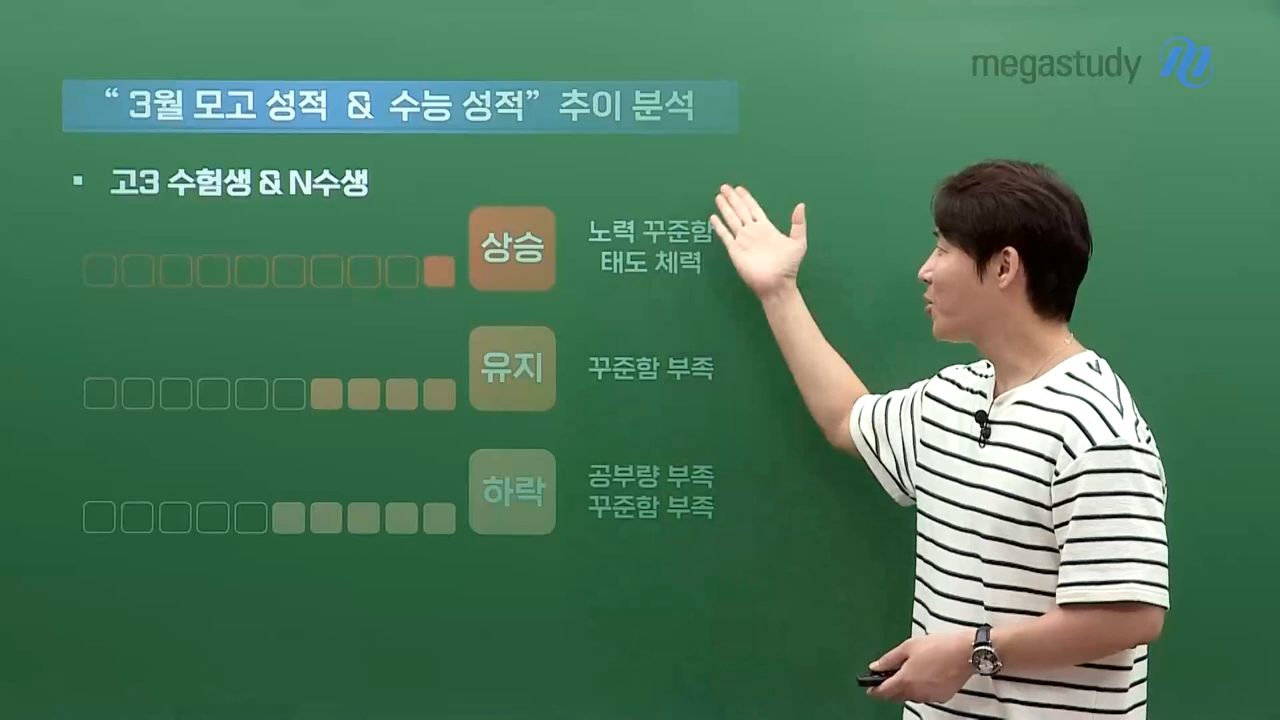 megastudy
“ 3월 모고 성적 & 수능 성적” 추이 분석
▪ 고3 수험생 & N수생
상승
노력 꾸준함
태도 체력
유지
꾸준함 부족
하락
공부량 부족
꾸준함 부족